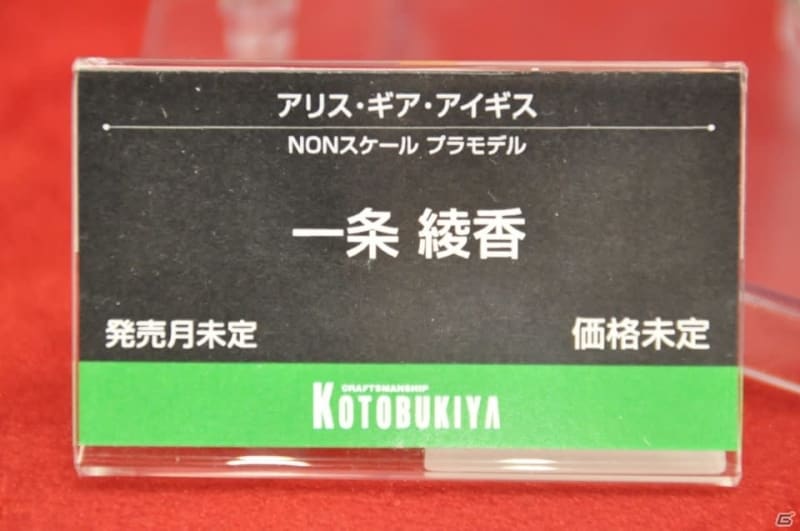 アリス・ギア・アイギス
NONスケール プラモデル
一条 綾香
発売月未定
価格未定
CRAFTSMANSHIP
KOTOBUKIYA